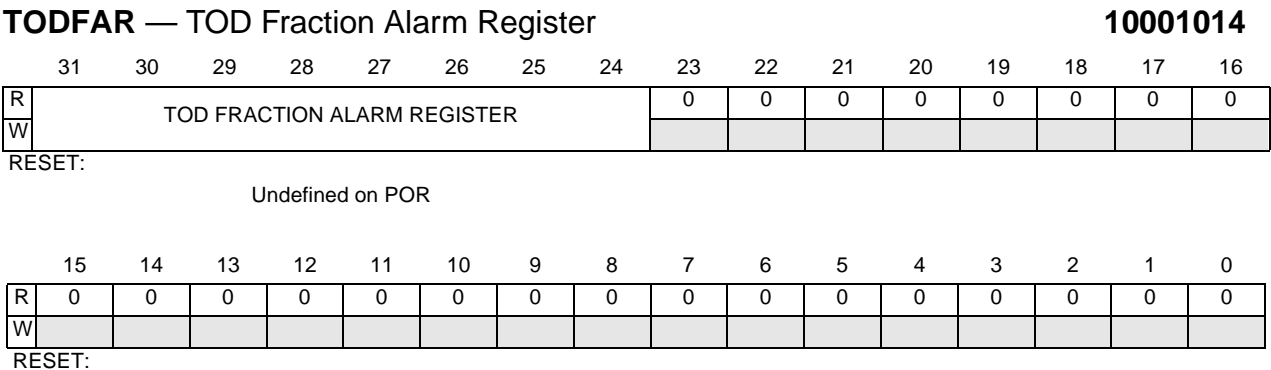 TODFAR — TOD Fraction Alarm Register 10001014
31 30 29 28 27 26 25 24 23 22 21 20 19 18 17 16
R TOD FRACTION ALARM REGISTER 0 0 0 0 0 0 0 0
W
RESET:
Undefined on POR
15 14 13 12 11 10 9 8 7 6 5 4 3 2 1 0
R 0 0 0 0 0 0 0 0 0 0 0 0 0 0 0 0
W
RESET: